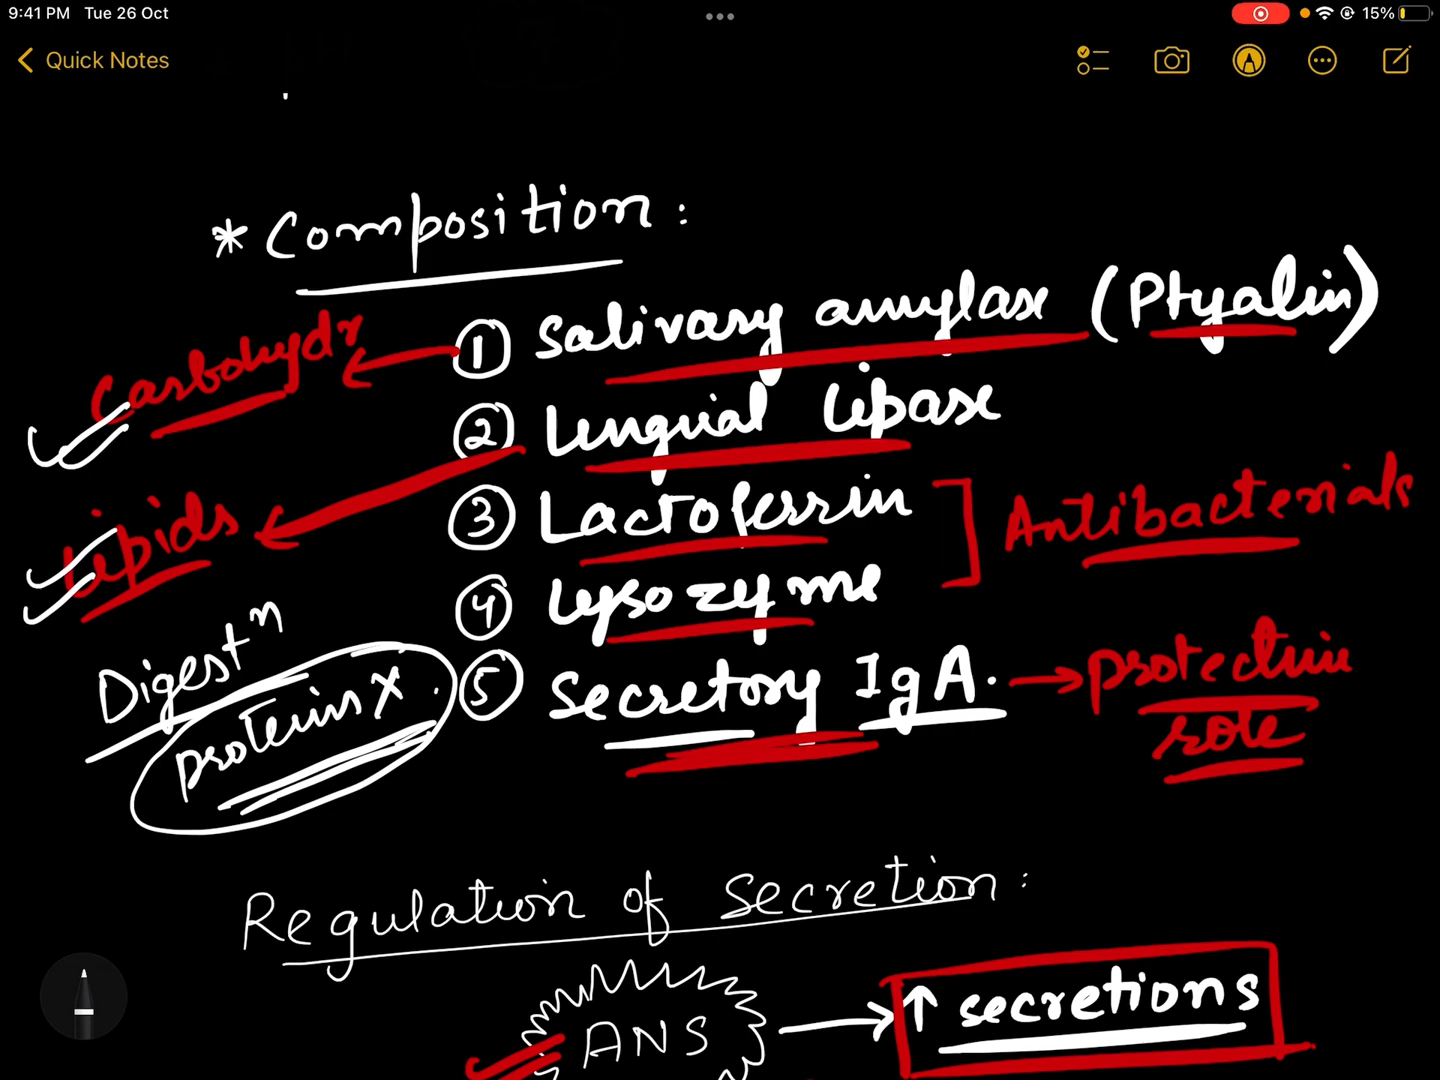 9:41 PM Tue 26 Oct
15%
Quick Notes
* Composition :
① Salivary amylase (Ptyalin)
Carbohydr
② Lingual lipase
Lipids
③ Lactoferrin
Antibacterials
④ Lysozyme
⑤ Secretory IgA.
protective
role
Digestⁿ
proteins X .
Regulation of secretion :
ANS
↑ secretions